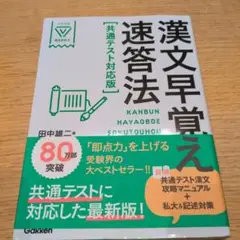 漢文早覚え
速答法
[共通テスト対応版]
KANBUN
HAYAOBOE
SOKUTOUHOU
田中雄二
80万部
突破
「即点力」を上げる
受験界の
大ベストセラー!!
共通テストに
対応した最新版!
共通テスト漢文
攻略マニュアル
+
私大&記述対策
Gakken